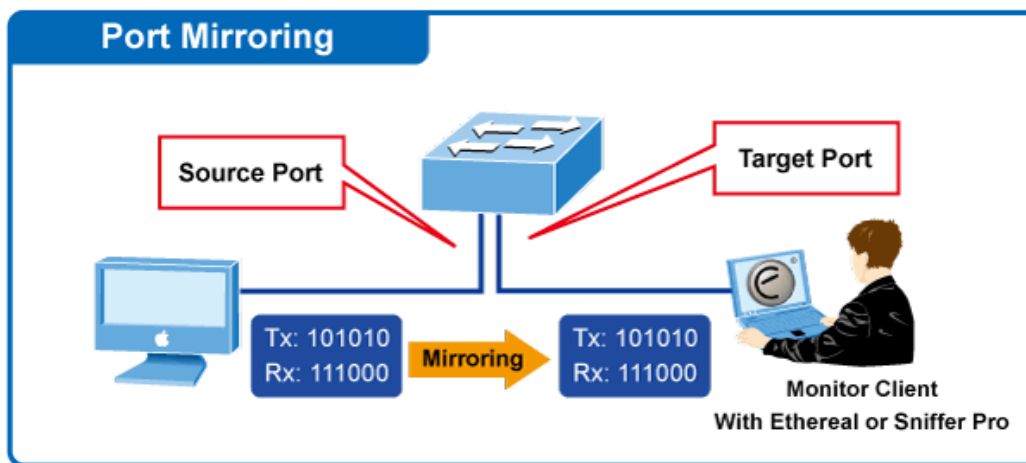 Port Mirroring
Source Port
Target Port
Tx: 101010
Rx: 111000
Mirroring
Tx: 101010
Rx: 111000
Monitor Client
With Ethereal or Sniffer Pro